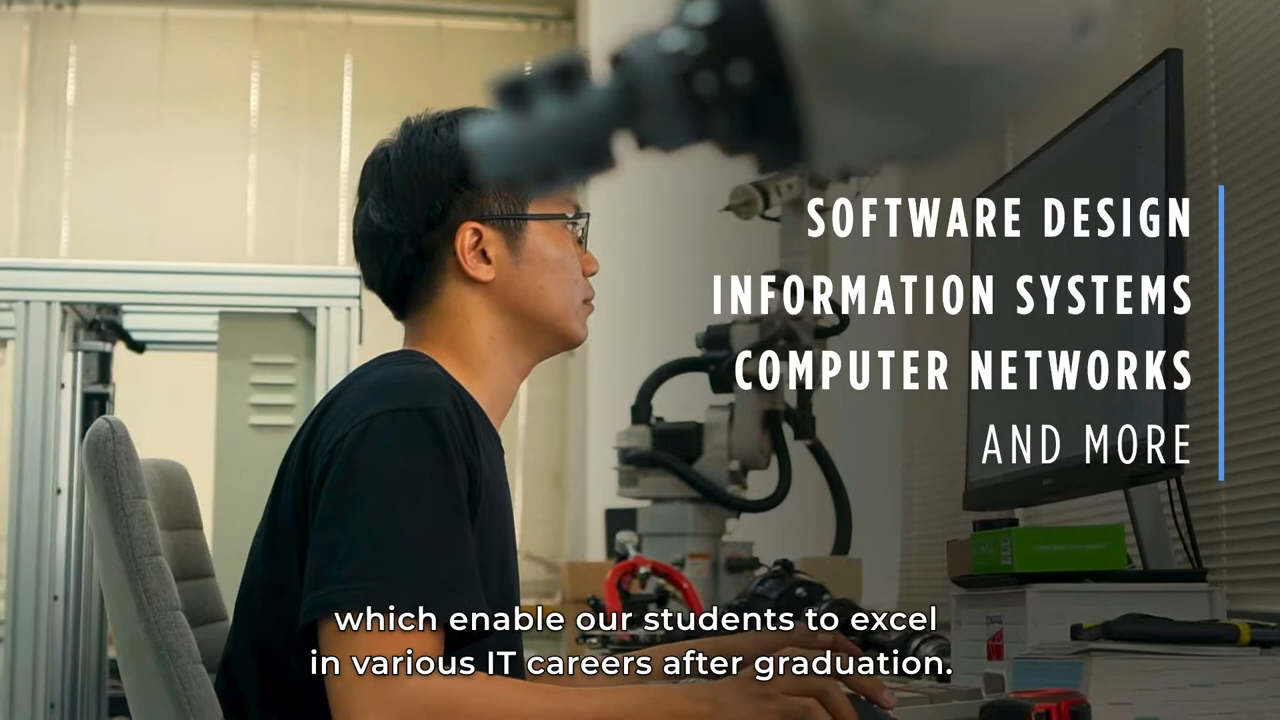 SOFTWARE DESIGN
INFORMATION SYSTEMS
COMPUTER NETWORKS
AND MORE
which enable our students to excel
in various IT careers after graduation.